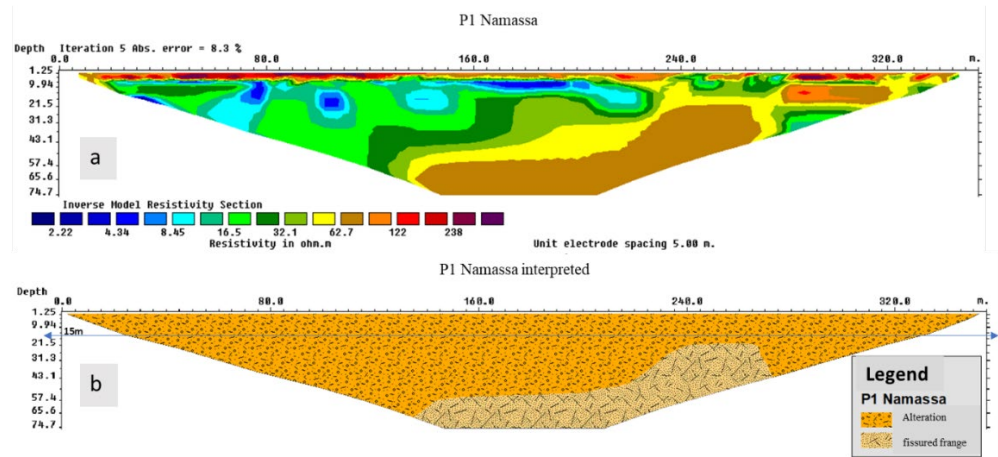 P1 Namassa
Depth Iteration 5 Abs. error = 8.3 %
0.0 80.0 160.0 240.0 320.0 m.
1.25
9.94
21.5
31.3
43.1
57.4
65.6
74.7
a
Inverse Model Resistivity Section
2.22 4.34 8.45 16.5 32.1 62.7 122 238
Resistivity in ohm.m Unit electrode spacing 5.00 m.
P1 Namassa interpreted
Depth
0.0 80.0 160.0 240.0 320.0 m.
1.25
9.94
15m
21.5
31.3
43.1
57.4
65.6
74.7
b
Legend
P1 Namassa
Alteration
fissured frange